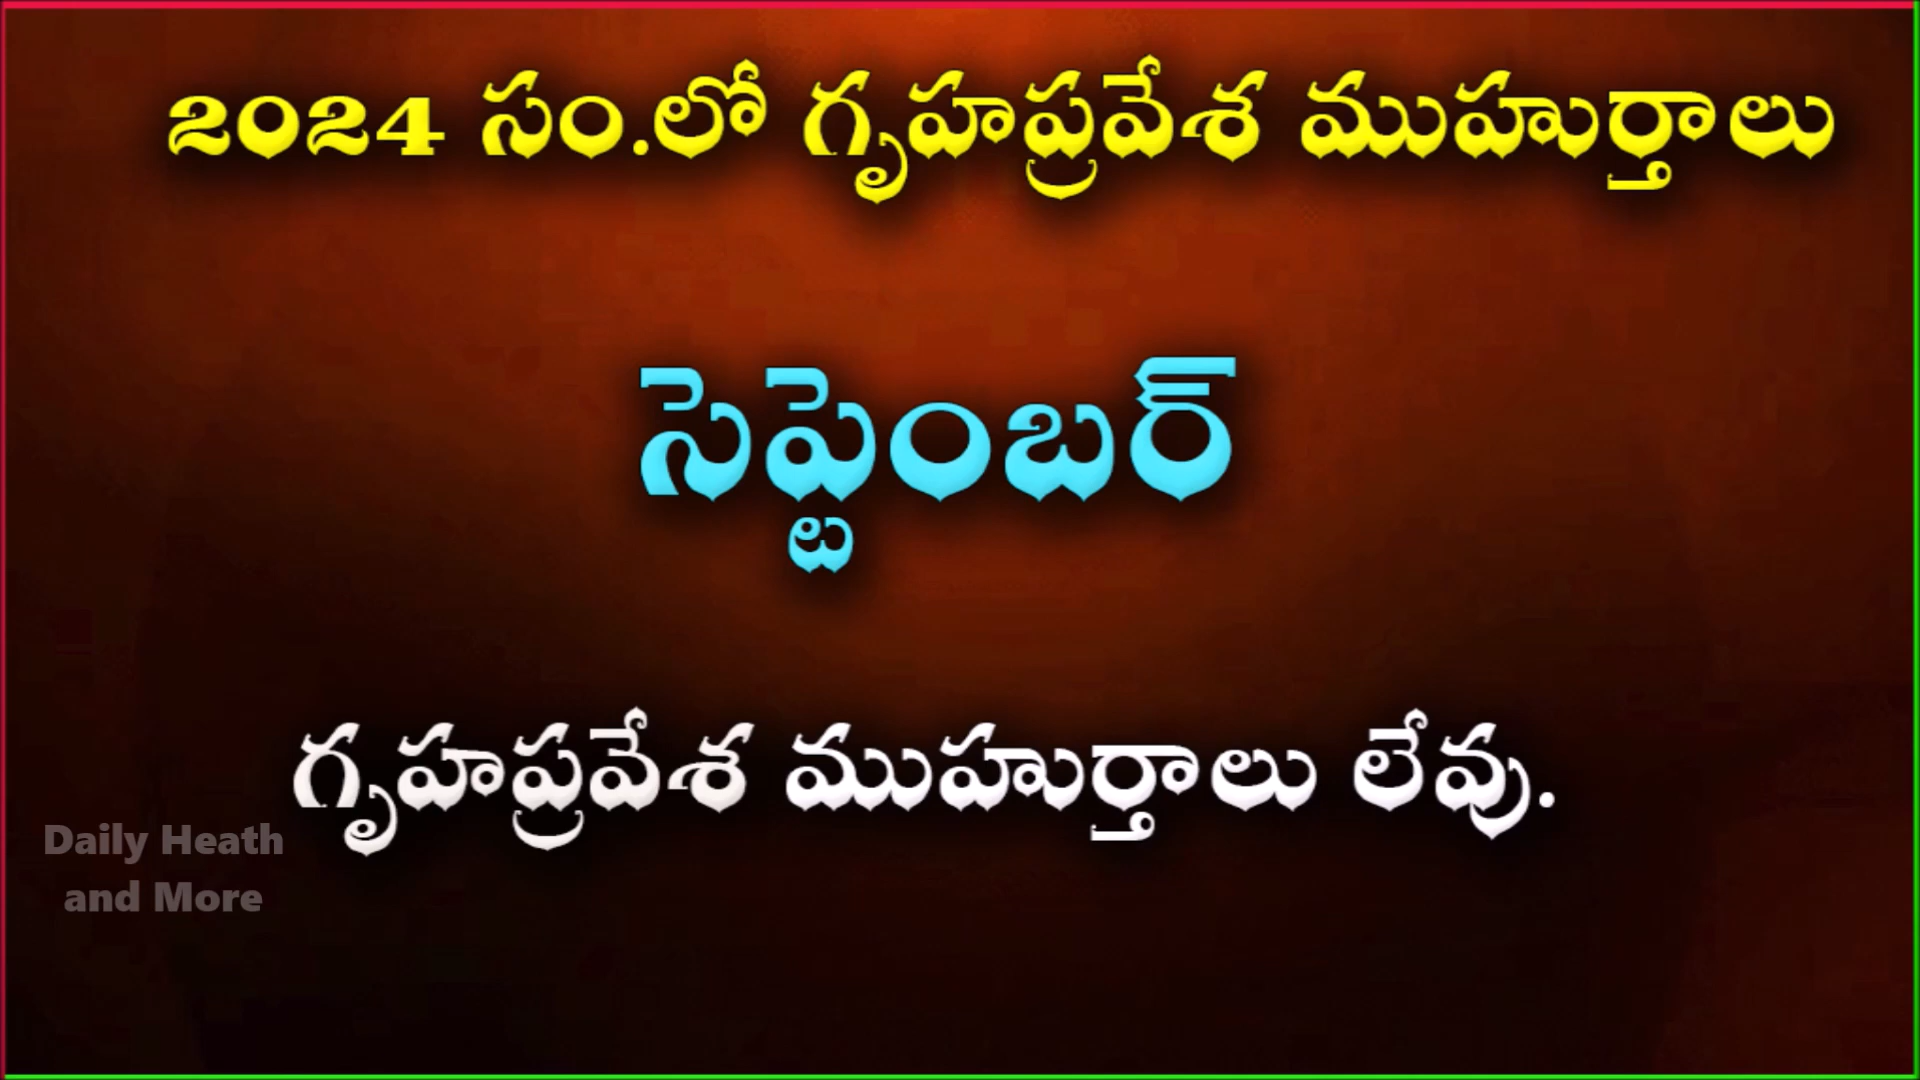 2024 సం.లో గృహప్రవేశ ముహుర్తాలు
సెప్టెంబర్
గృహప్రవేశ ముహుర్తాలు లేవు.
Daily Heath
and More